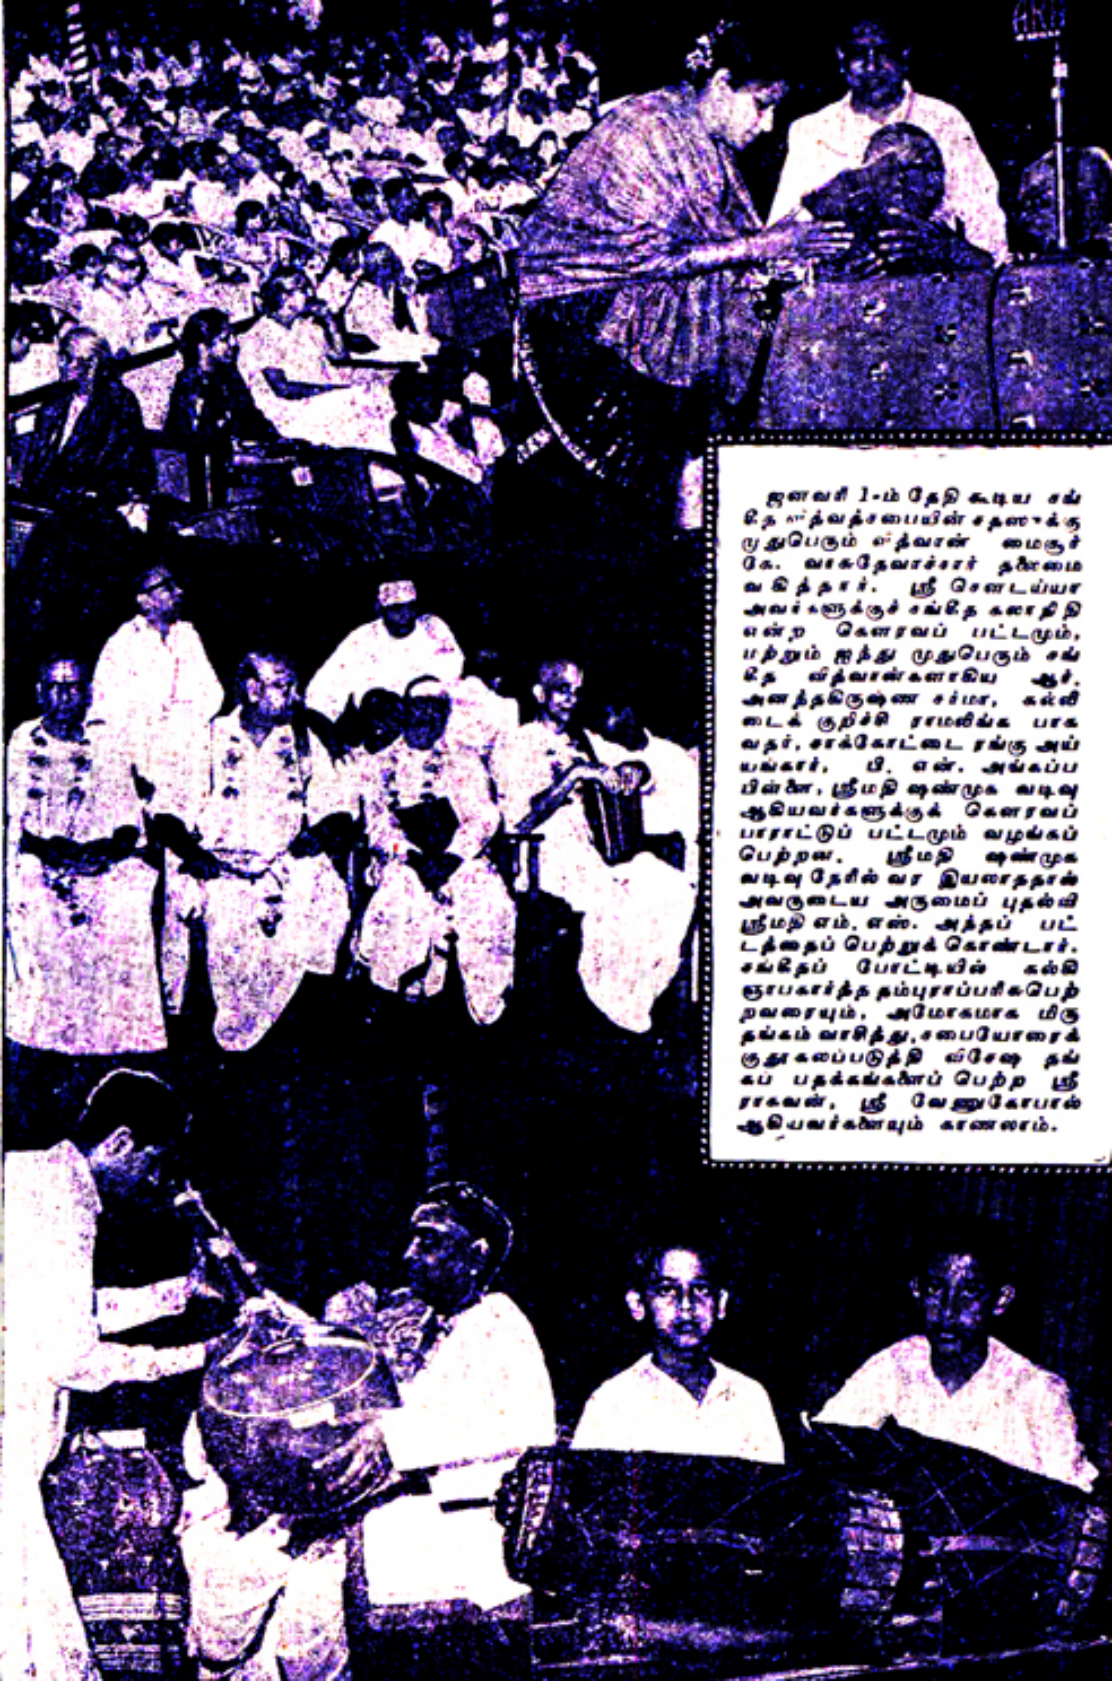 ஜனவரி 1-ம் தேதி கூடிய சங்
கீத வித்வத்சபையின் சதஸுக்கு
முதுபெரும் வித்வான் மைசூர்
கே. வாசுதேவாச்சார் தலைமை
வகித்தார். ஸ்ரீ சௌடய்யா
அவர்களுக்குச் சங்கீத கலாநிதி
என்ற கௌரவப் பட்டமும்,
மற்றும் ஐந்து முதுபெரும் சங்
கீத வித்வான்களாகிய ஆர்.
அனந்தகிருஷ்ண சர்மா, கல்லி
டைக் குறிச்சி ராமலிங்க பாக
வதர், சாக்கோட்டை ரங்கு அய்
யங்கார், பி. என். அங்கப்ப
பிள்ளை, ஸ்ரீமதி ஷண்முக வடிவு
ஆகியவர்களுக்குக் கௌரவப்
பாராட்டுப் பட்டமும் வழங்கப்
பெற்றன. ஸ்ரீமதி ஷண்முக
வடிவு நேரில் வர இயலாததால்
அவருடைய அருமைப் புதல்வி
ஸ்ரீமதி எம். எஸ். அந்தப் பட்
டத்தைப் பெற்றுக் கொண்டார்.
சங்கீதப் போட்டியில் கல்கி
ஞாபகார்த்த தம்புராப்பரிசுபெற்
றவரையும், அமோகமாக மிரு
தங்கம் வாசித்து, சபையோரைக்
குதூகலப்படுத்தி விசேஷ தங்
கப் பதக்கங்களைப் பெற்ற ஸ்ரீ
ராகவன், ஸ்ரீ வேணுகோபால்
ஆகியவர்களையும் காணலாம்.